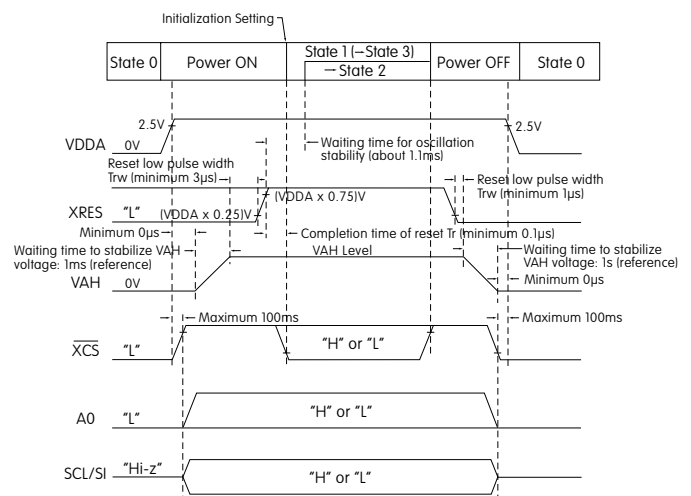 Initialization Setting
State 0
Power ON
State 1 (→State 3)
→ State 2
Power OFF
State 0
2.5V
2.5V
VDDA
0V
Waiting time for oscillation
stability (about 1.1ms)
Reset low pulse width
Trw (minimum 3µs)
Reset low pulse width
Trw (minimum 1µs)
(VDDA x 0.75)V
XRES
"L"
(VDDA x 0.25)V
Minimum 0µs
Completion time of reset Tr (minimum 0.1µs)
Waiting time to stabilize VAH
voltage: 1ms (reference)
VAH Level
Waiting time to stabilize
VAH voltage: 1s (reference)
VAH
0V
Minimum 0µs
Maximum 100ms
Maximum 100ms
XCS
"L"
"H" or "L"
A0
"L"
"H" or "L"
SCL/SI
"Hi-z"
"H" or "L"